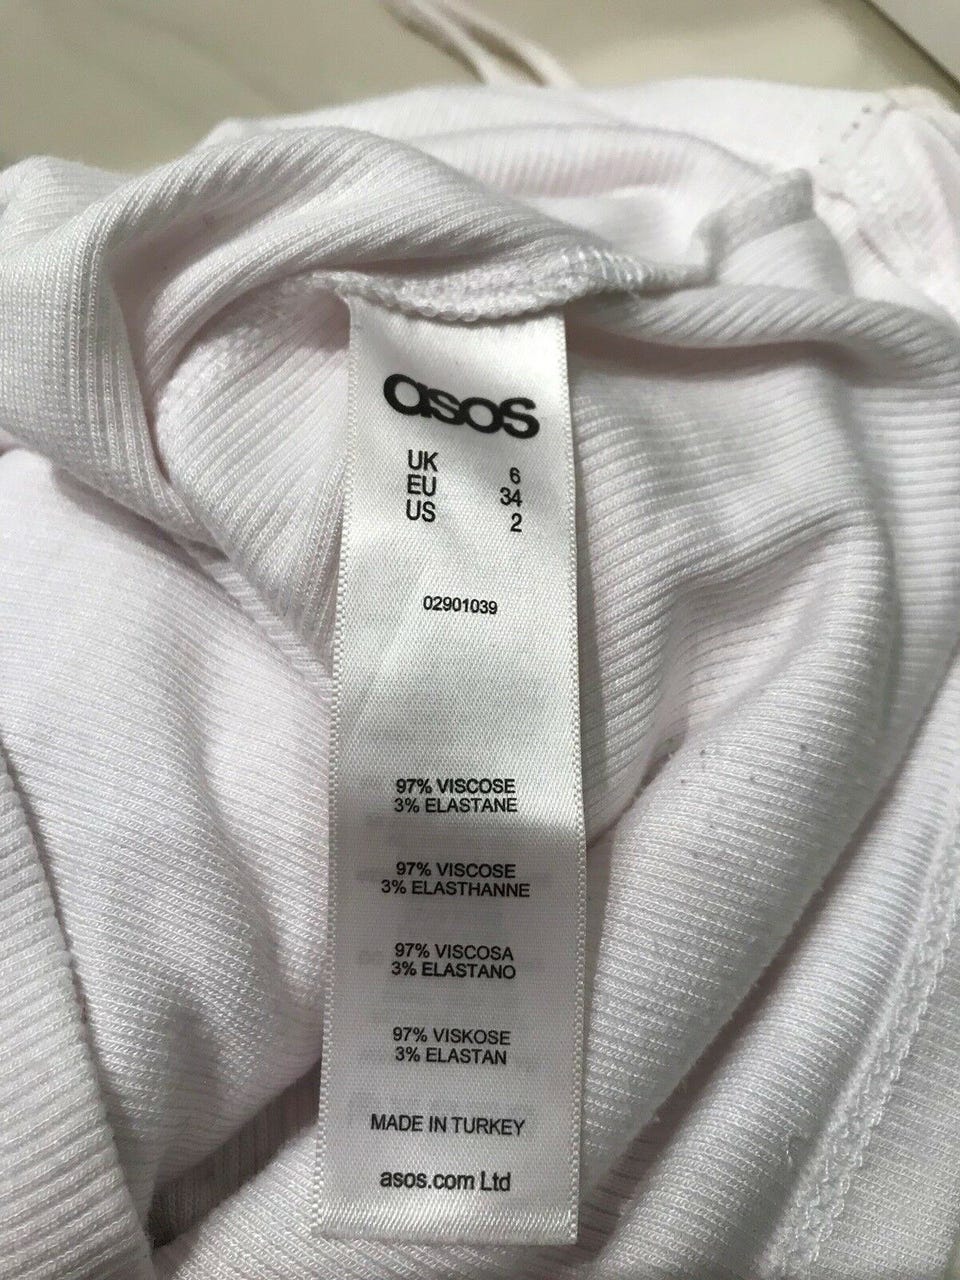 asos
UK 6
EU 34
US 2
02901039
97% VISCOSE
3% ELASTANE
97% VISCOSE
3% ELASTHANNE
97% VISCOSA
3% ELASTANO
97% VISKOSE
3% ELASTAN
MADE IN TURKEY
asos.com Ltd